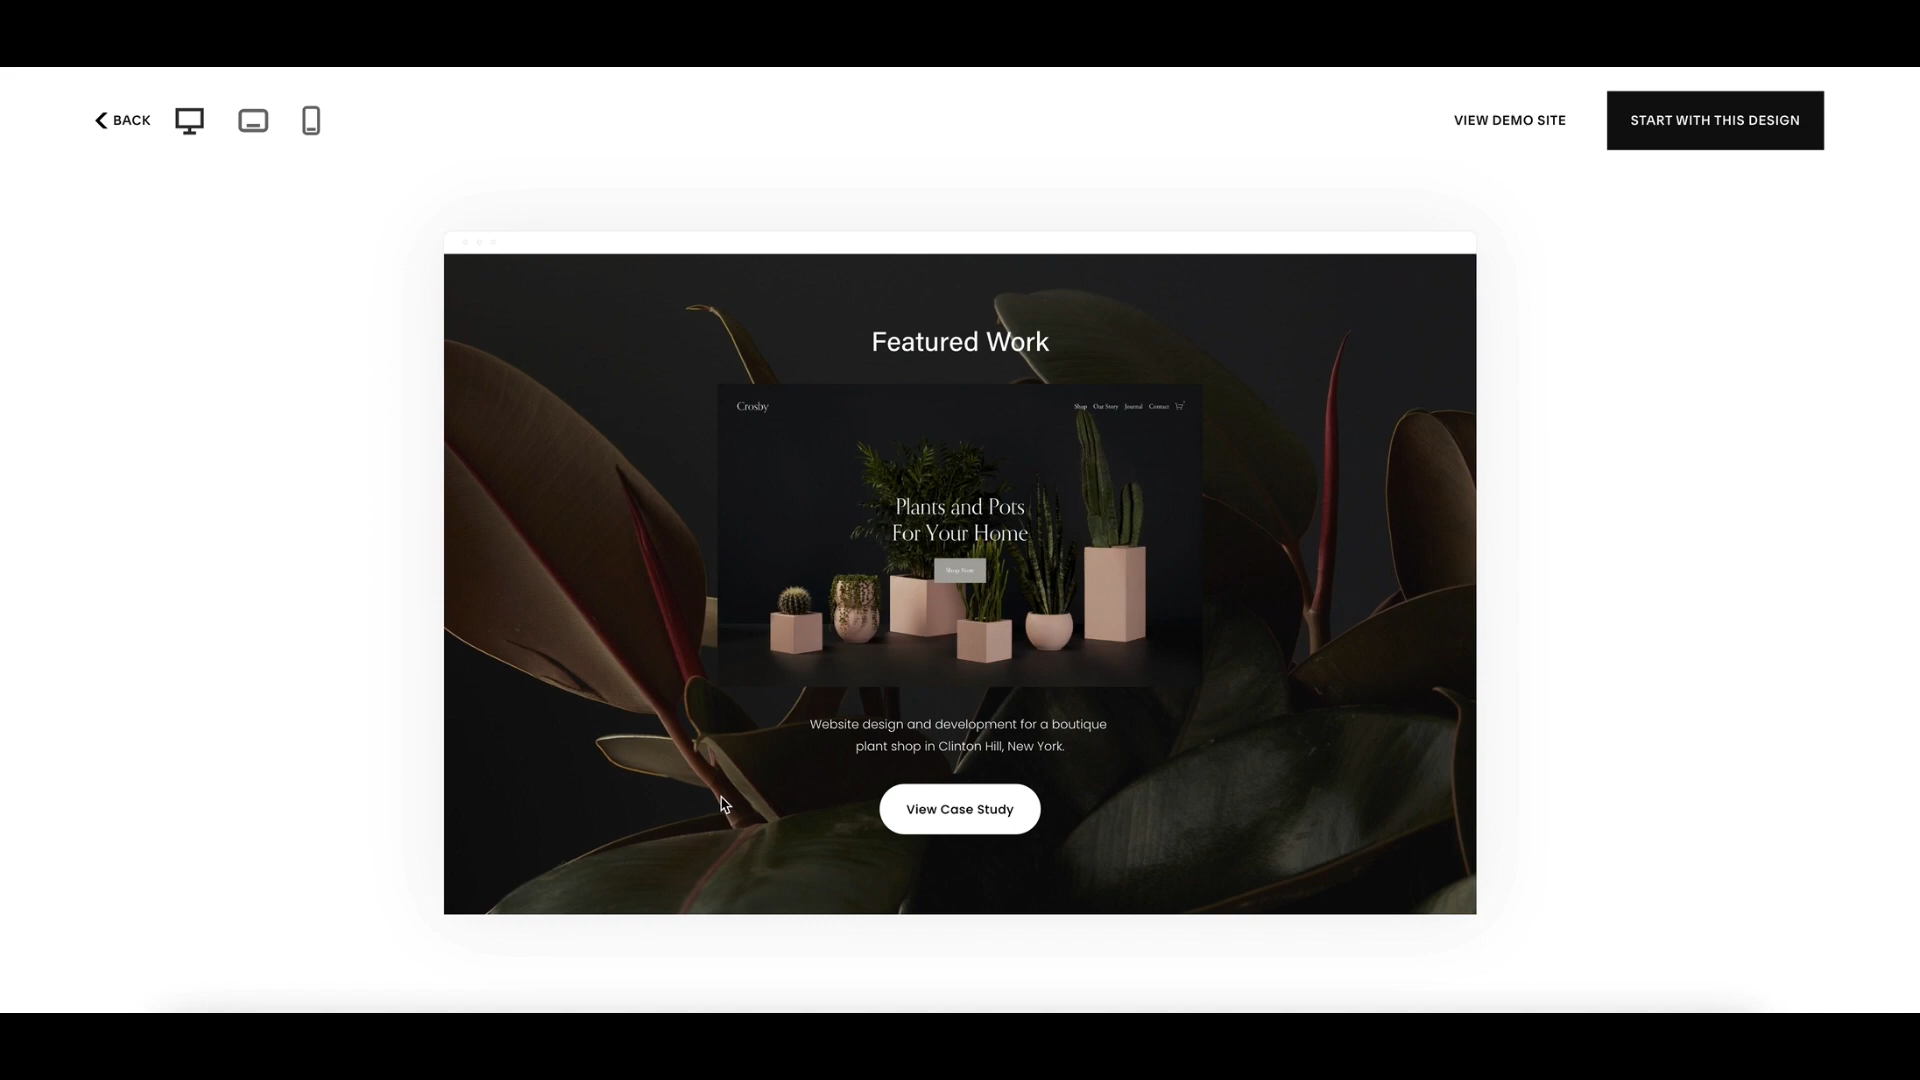 BACK
VIEW DEMO SITE
START WITH THIS DESIGN
Featured Work
Crosby
Shop Our Story Journal Contact
Plants and Pots
For Your Home
Shop Now
Website design and development for a boutique
plant shop in Clinton Hill, New York.
View Case Study